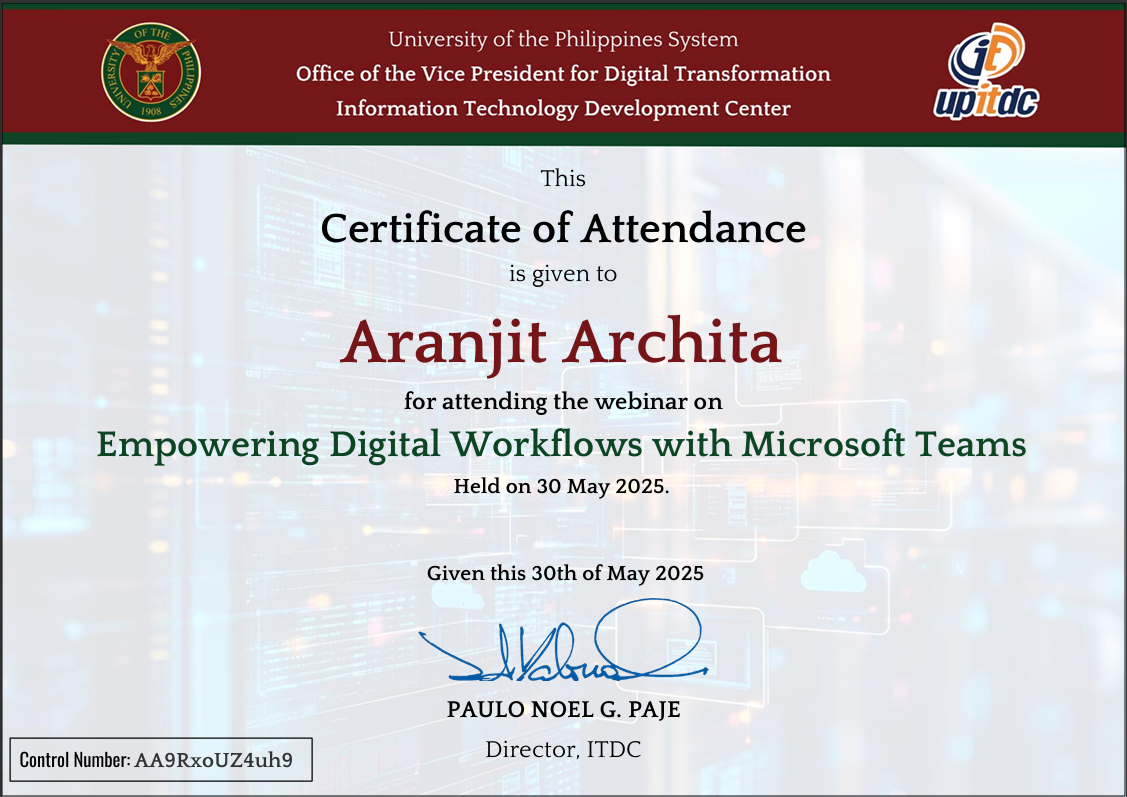 UNIVERSITY OF THE PHILIPPINES
1908
University of the Philippines System
Office of the Vice President for Digital Transformation
Information Technology Development Center
it
upitdc
This
Certificate of Attendance
is given to
Aranjit Archita
for attending the webinar on
Empowering Digital Workflows with Microsoft Teams
Held on 30 May 2025.
Given this 30th of May 2025
PAULO NOEL G. PAJE
Director, ITDC
Control Number: AA9RxoUZ4uh9